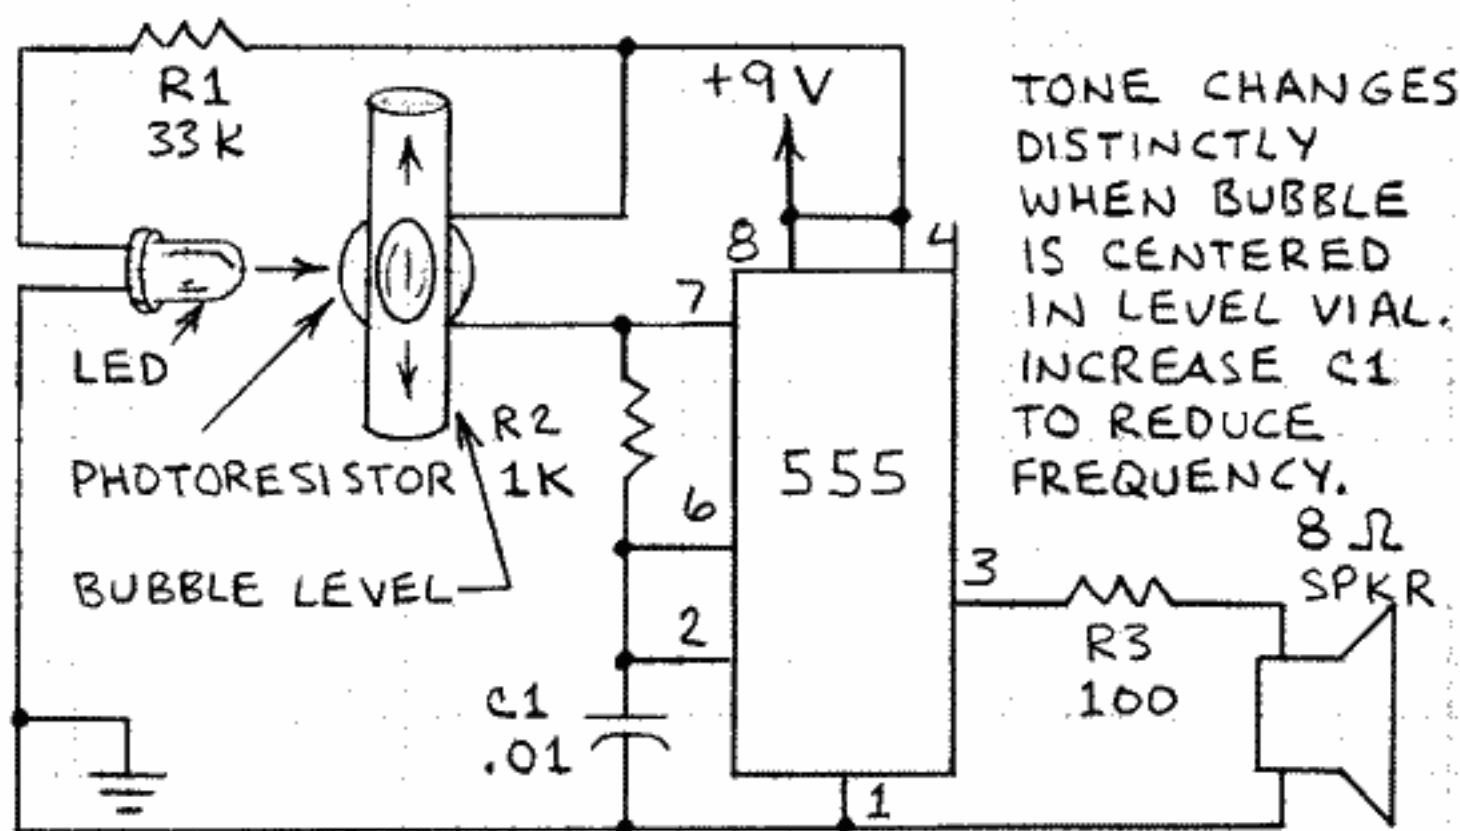 R1
33K
+9V
TONE CHANGES
DISTINCTLY
WHEN BUBBLE
IS CENTERED
IN LEVEL VIAL.
INCREASE C1
TO REDUCE
FREQUENCY.
8
4
7
LED
R2
1K
PHOTORESISTOR
555
6
BUBBLE LEVEL
2
3
8 Ω
SPKR
R3
100
C1
.01
1